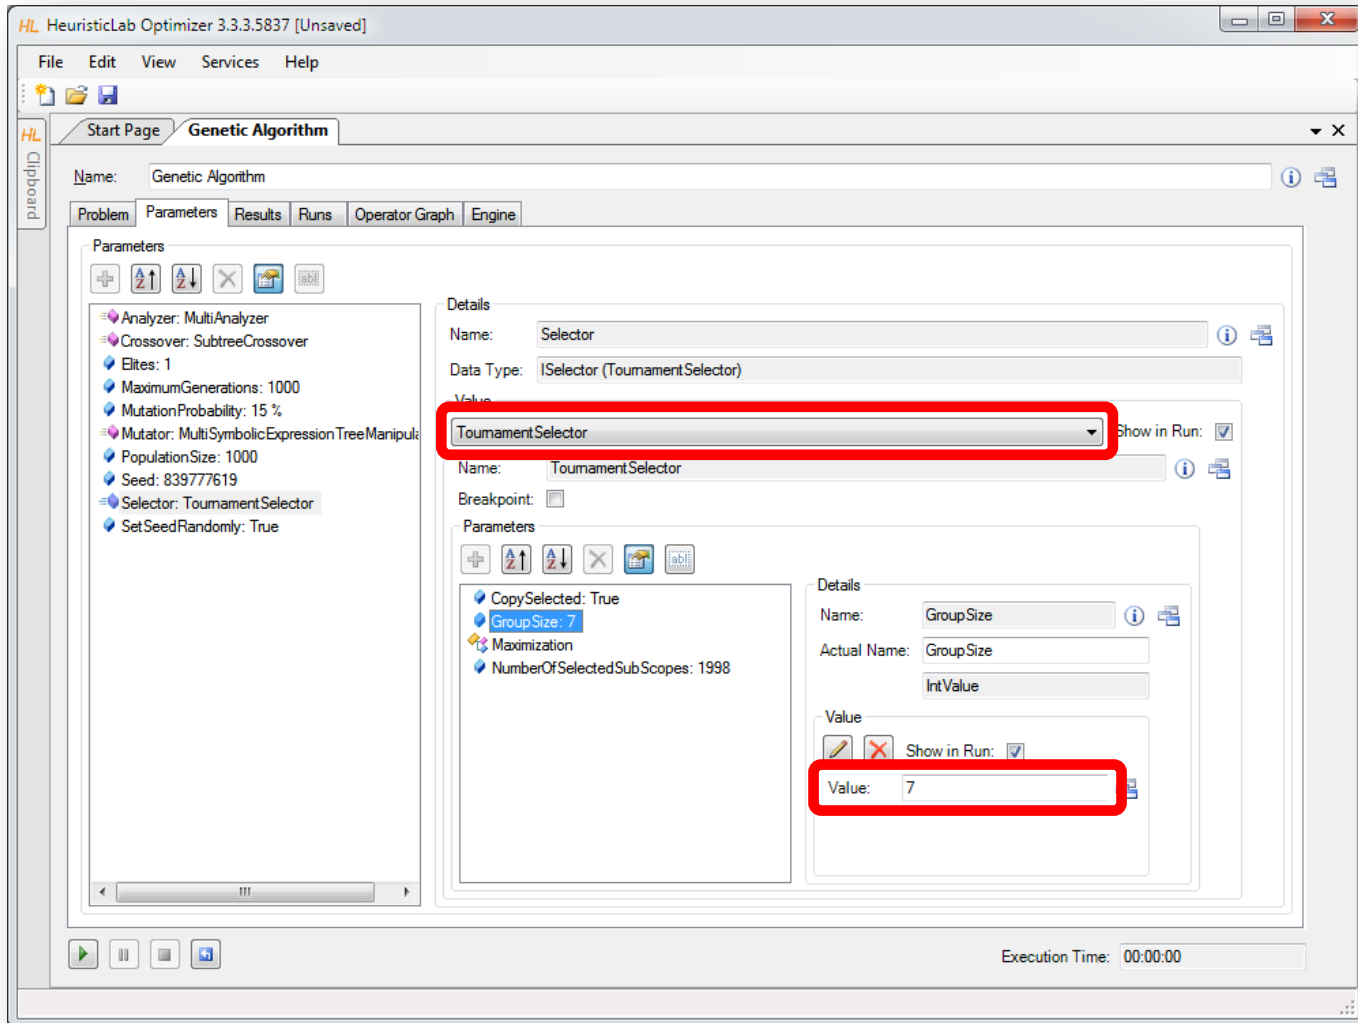 HL HeuristicLab Optimizer 3.3.3.5837 [Unsaved]
File Edit View Services Help
HL Clipboard
Start Page Genetic Algorithm
Name: Genetic Algorithm
Problem Parameters Results Runs Operator Graph Engine
Parameters
Analyzer: MultiAnalyzer
Crossover: SubtreeCrossover
Elites: 1
MaximumGenerations: 1000
MutationProbability: 15 %
Mutator: MultiSymbolicExpressionTreeManipula
PopulationSize: 1000
Seed: 839777619
Selector: TournamentSelector
SetSeedRandomly: True
Details
Name: Selector
Data Type: ISelector (TournamentSelector)
Value
TournamentSelector Show in Run:
Name: TournamentSelector
Breakpoint:
Parameters
CopySelected: True
GroupSize: 7
Maximization
NumberOfSelectedSubScopes: 1998
Details
Name: GroupSize
Actual Name: GroupSize
IntValue
Value
Show in Run:
Value: 7
Execution Time: 00:00:00